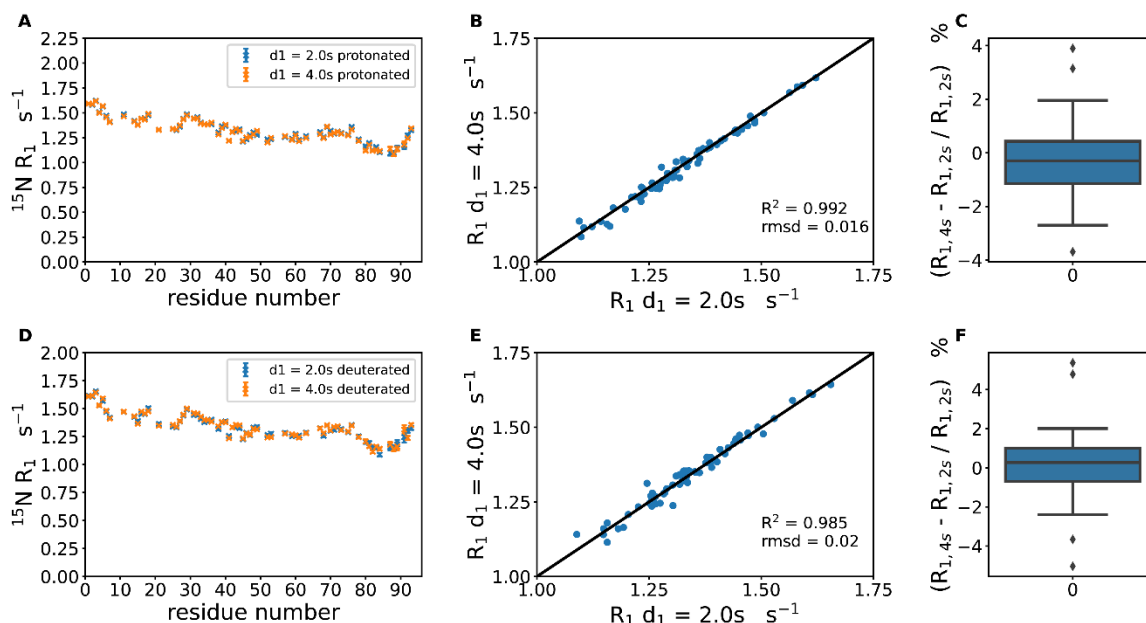 A
2.25
2.00
1.75
1.50
1.25
1.00
0.75
0.50
0.25
0.00
15N R1 s−1
d1 = 2.0s protonated
d1 = 4.0s protonated
0 10 20 30 40 50 60 70 80 90
residue number
B
1.75
1.50
1.25
1.00
R1 d1 = 4.0s s−1
R2 = 0.992
rmsd = 0.016
1.00 1.25 1.50 1.75
R1 d1 = 2.0s s−1
C
(R1, 4s - R1, 2s / R1, 2s) %
4
2
0
−2
−4
0
D
2.00
1.75
1.50
1.25
1.00
0.75
0.50
0.25
0.00
15N R1 s−1
d1 = 2.0s deuterated
d1 = 4.0s deuterated
0 10 20 30 40 50 60 70 80 90
residue number
E
1.75
1.50
1.25
1.00
R1 d1 = 4.0s s−1
R2 = 0.985
rmsd = 0.02
1.00 1.25 1.50 1.75
R1 d1 = 2.0s s−1
F
(R1, 4s - R1, 2s / R1, 2s) %
4
2
0
−2
−4
0